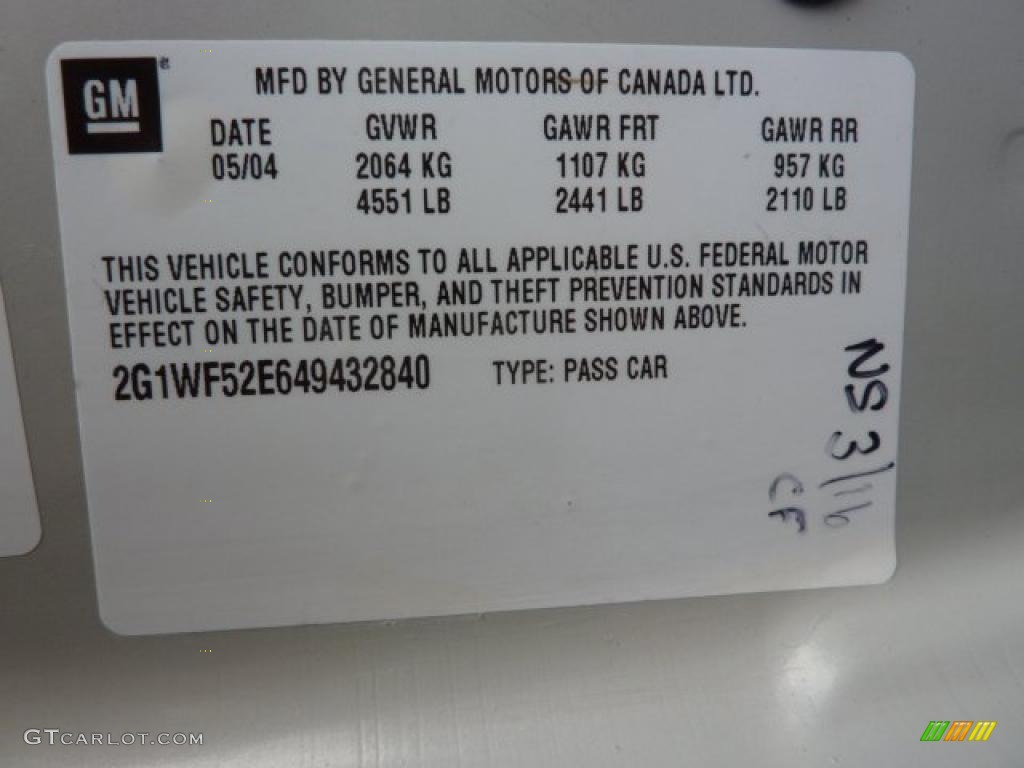 GM
MFD BY GENERAL MOTORS OF CANADA LTD.
DATE GVWR GAWR FRT GAWR RR
05/04 2064 KG 1107 KG 957 KG
4551 LB 2441 LB 2110 LB
THIS VEHICLE CONFORMS TO ALL APPLICABLE U.S. FEDERAL MOTOR
VEHICLE SAFETY, BUMPER, AND THEFT PREVENTION STANDARDS IN
EFFECT ON THE DATE OF MANUFACTURE SHOWN ABOVE.
2G1WF52E649432840 TYPE: PASS CAR
NS 3/116
CF
GTCARLOT.COM